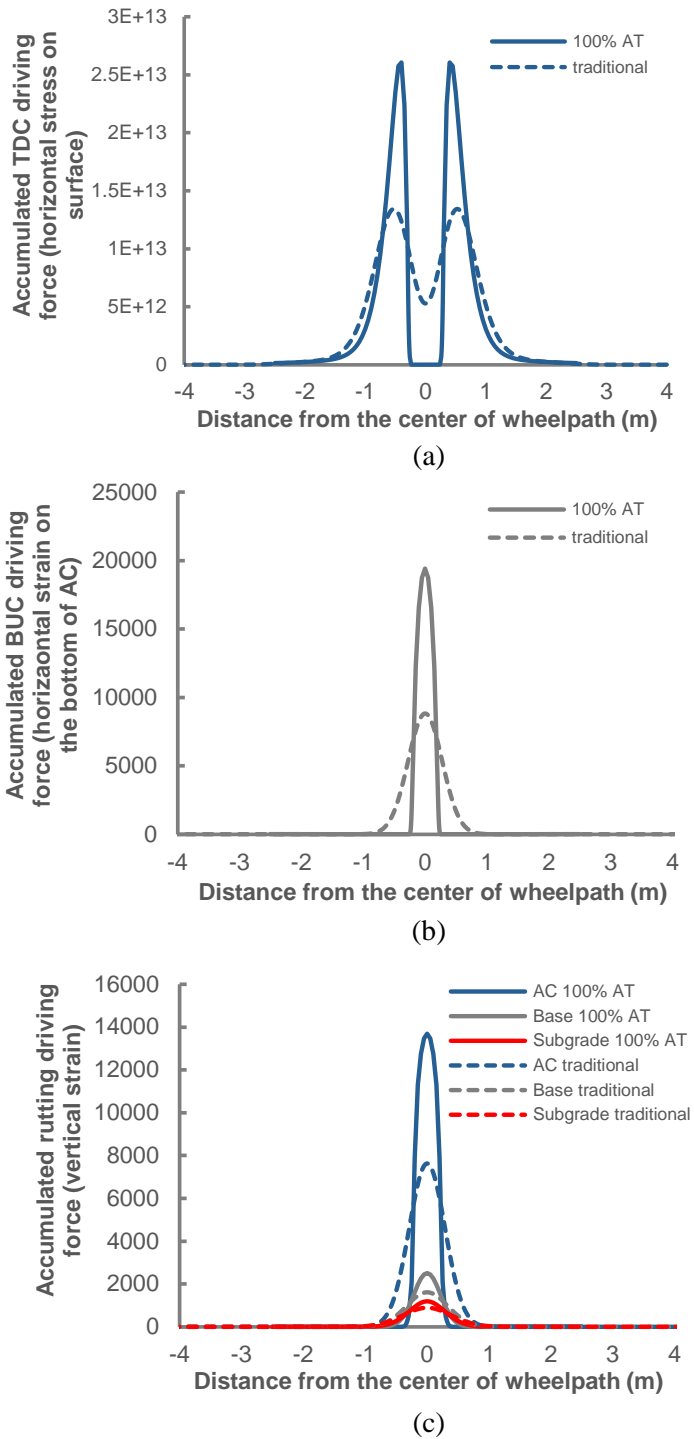 3E+13
2.5E+13
2E+13
1.5E+13
1E+13
5E+12
0
Accumulated TDC driving
force (horizontal stress on
surface)
100% AT
traditional
-4 -3 -2 -1 0 1 2 3 4
Distance from the center of wheelpath (m)
(a)
25000
20000
15000
10000
5000
0
Accumulated BUC driving
force (horizaontal strain on
the bottom of AC)
100% AT
traditional
-4 -3 -2 -1 0 1 2 3 4
Distance from the center of wheelpath (m)
(b)
16000
14000
12000
10000
8000
6000
4000
2000
0
Accumulated rutting driving
force (vertical strain)
AC 100% AT
Base 100% AT
Subgrade 100% AT
AC traditional
Base traditional
Subgrade traditional
-4 -3 -2 -1 0 1 2 3 4
Distance from the center of wheelpath (m)
(c)